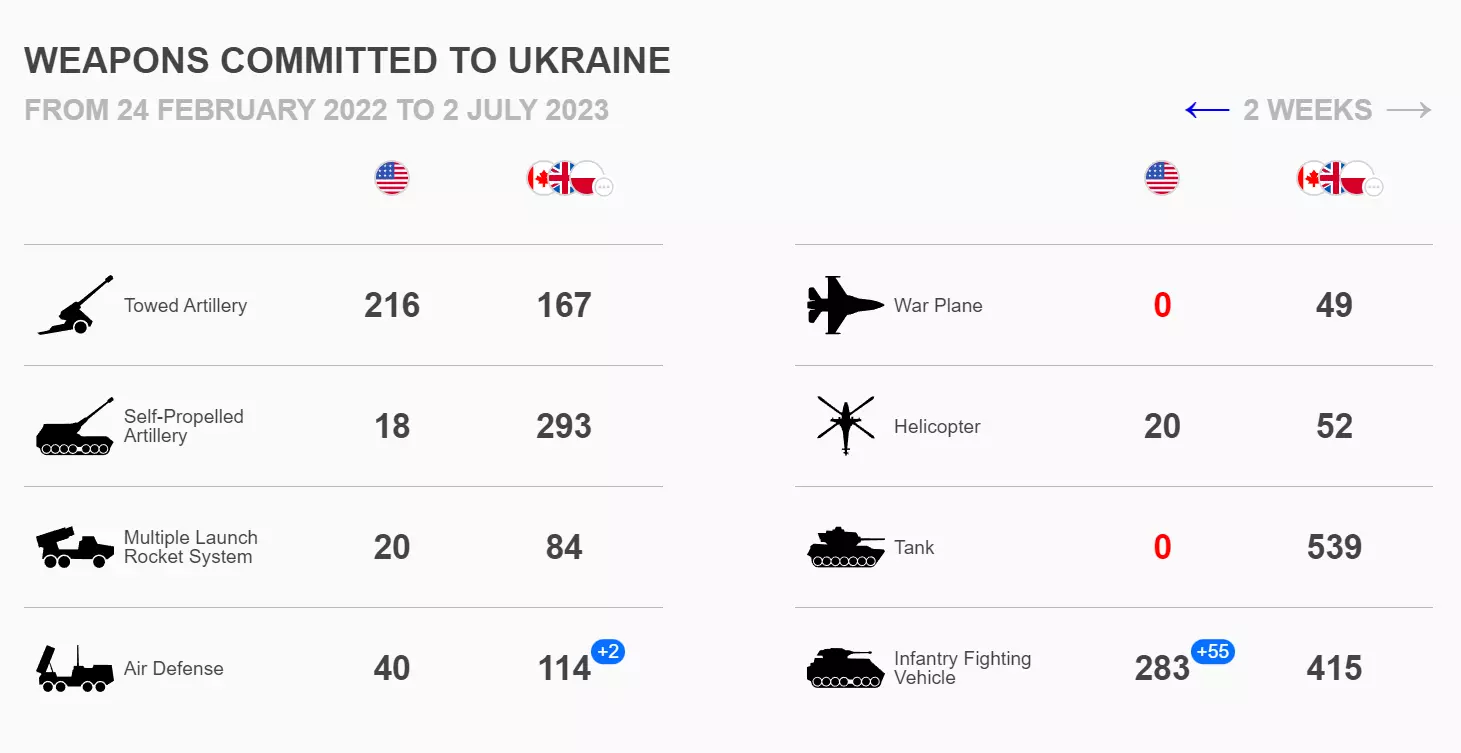 WEAPONS COMMITTED TO UKRAINE
FROM 24 FEBRUARY 2022 TO 2 JULY 2023
← 2 WEEKS →
Towed Artillery 216 167
Self-Propelled
Artillery 18 293
Multiple Launch
Rocket System 20 84
Air Defense 40 114 +2
War Plane 0 49
Helicopter 20 52
Tank 0 539
Infantry Fighting
Vehicle 283 +55 415